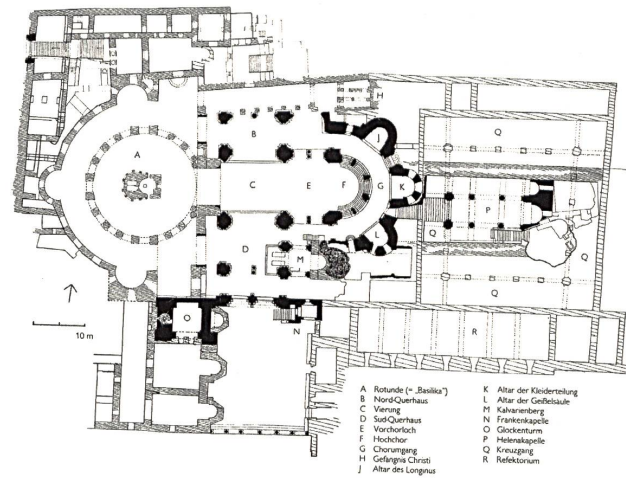 H
B
J
Q
A
C
E
F
G
K
P
L
Q
Q
D
M
Q
O
N
R
10 m
A Rotunde (= „Basilika")
B Nord-Querhaus
C Vierung
D Sud-Querhaus
E Vorchorloch
F Hochchor
G Chorumgang
H Gefängnis Christi
J Altar des Longinus
K Altar der Kleiderteilung
L Altar der Geißelsäule
M Kalvarienberg
N Frankenkapelle
O Glockenturm
P Helenakapelle
Q Kreuzgang
R Refektorium